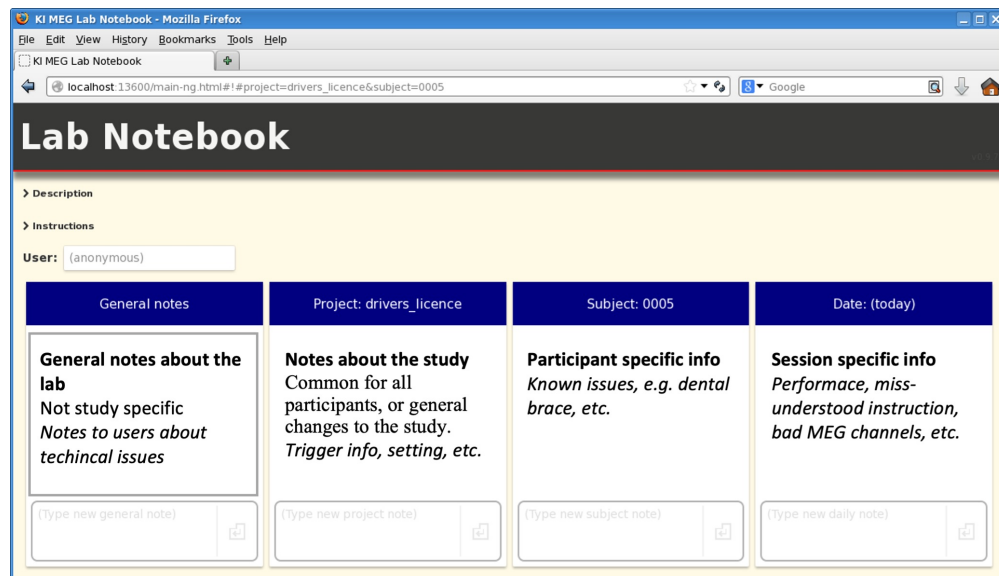 KI MEG Lab Notebook - Mozilla Firefox
File Edit View History Bookmarks Tools Help
KI MEG Lab Notebook
localhost:13600/main-ng.html#!#project=drivers_licence&subject=0005
Google
Lab Notebook
Description
Instructions
User: (anonymous)
General notes
General notes about the
lab
Not study specific
Notes to users about
techincal issues
(Type new general note)
Project: drivers_licence
Notes about the study
Common for all
participants, or general
changes to the study.
Trigger info, setting, etc.
(Type new project note)
Subject: 0005
Participant specific info
Known issues, e.g. dental
brace, etc.
(Type new subject note)
Date: (today)
Session specific info
Performace, miss-
understood instruction,
bad MEG channels, etc.
(Type new daily note)